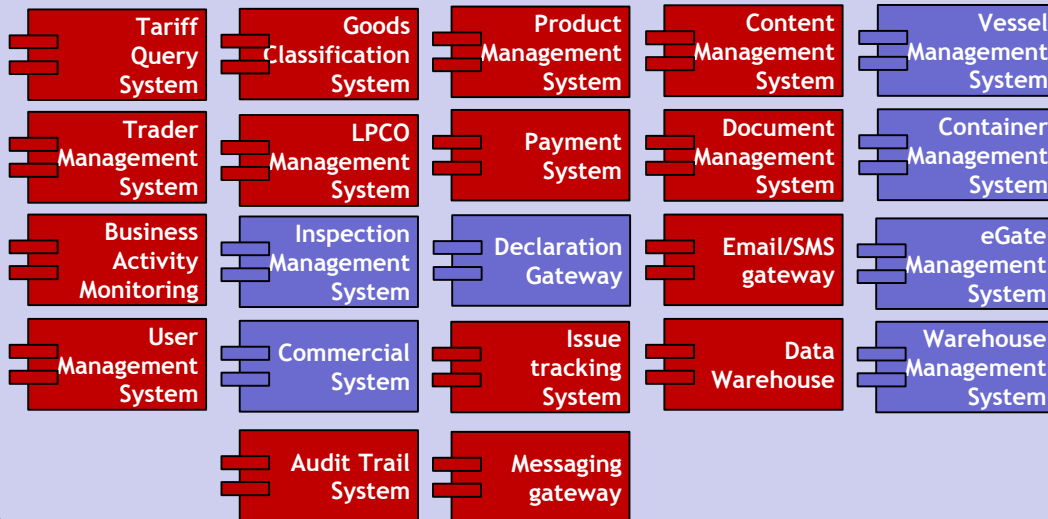 Tariff
Query
System
Goods
Classification
System
Product
Management
System
Content
Management
System
Vessel
Management
System
Trader
Management
System
LPCO
Management
System
Payment
System
Document
Management
System
Container
Management
System
Business
Activity
Monitoring
Inspection
Management
System
Declaration
Gateway
Email/SMS
gateway
eGate
Management
System
User
Management
System
Commercial
System
Issue
tracking
System
Data
Warehouse
Warehouse
Management
System
Audit Trail
System
Messaging
gateway